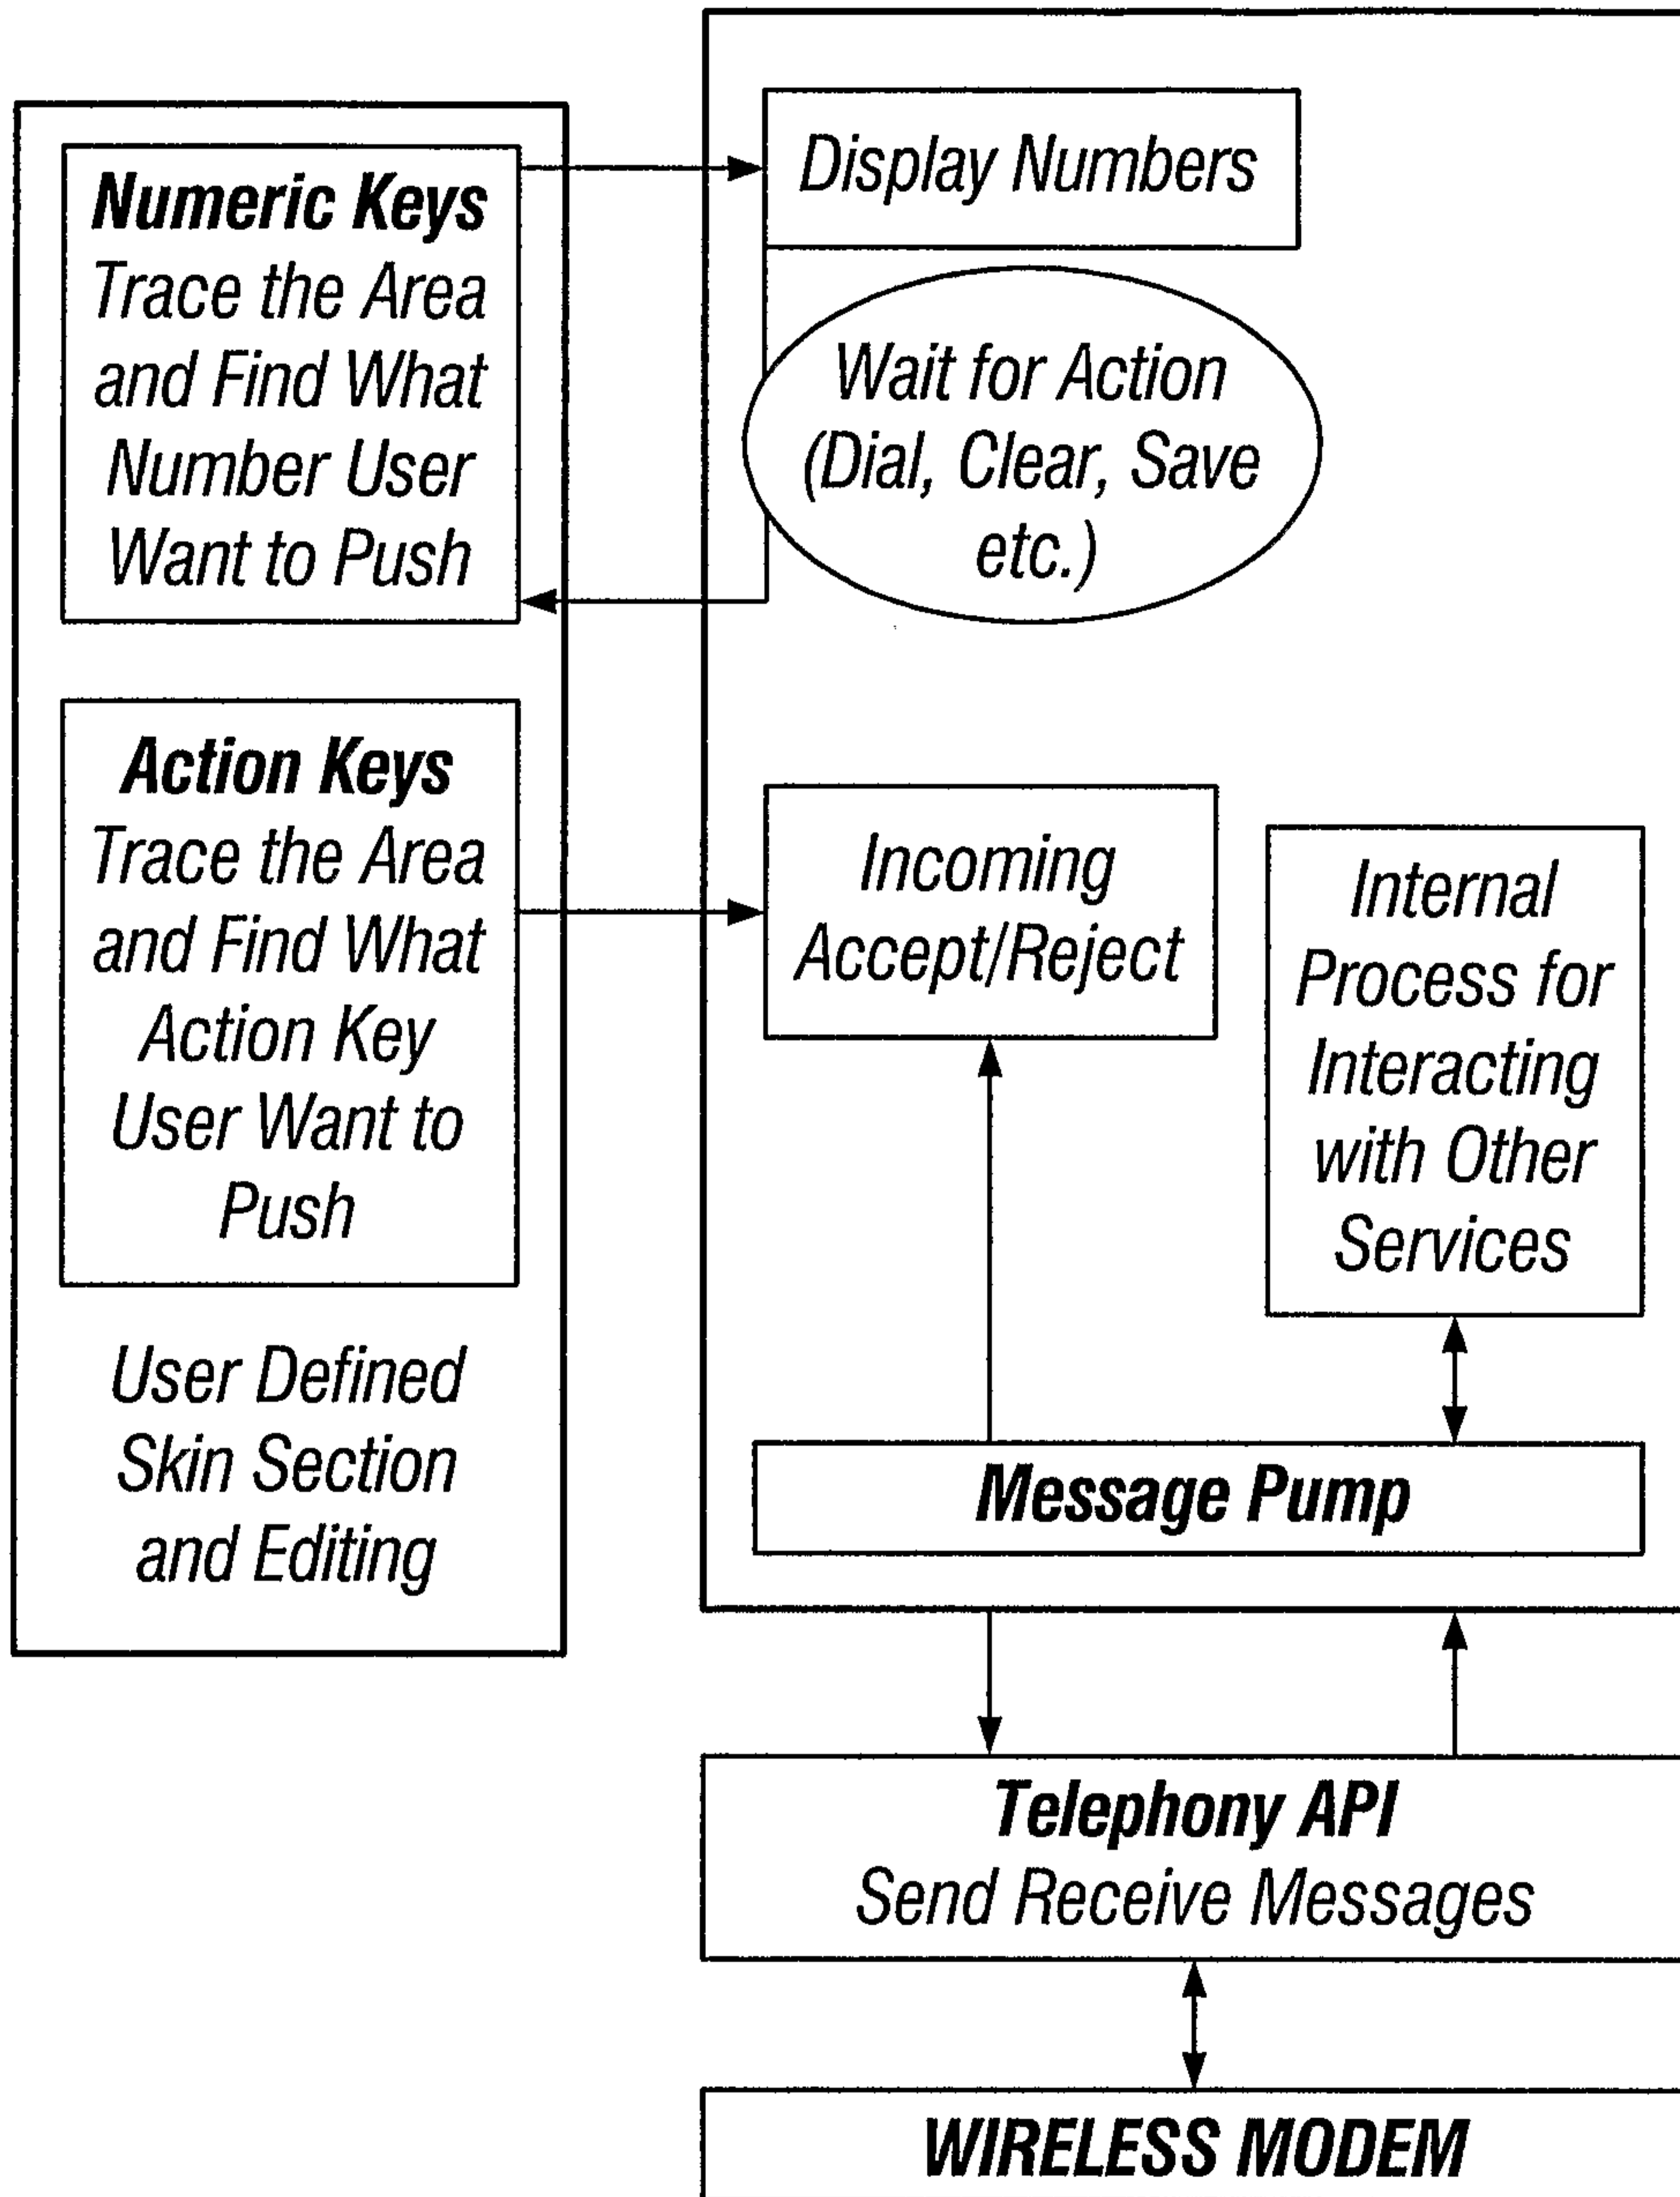 Numeric Keys
Trace the Area
and Find What
Number User
Want to Push
Action Keys
Trace the Area
and Find What
Action Key
User Want to
Push
User Defined
Skin Section
and Editing
Display Numbers
Wait for Action
(Dial, Clear, Save
etc.)
Incoming
Accept/Reject
Internal
Process for
Interacting
with Other
Services
Message Pump
Telephony API
Send Receive Messages
WIRELESS MODEM